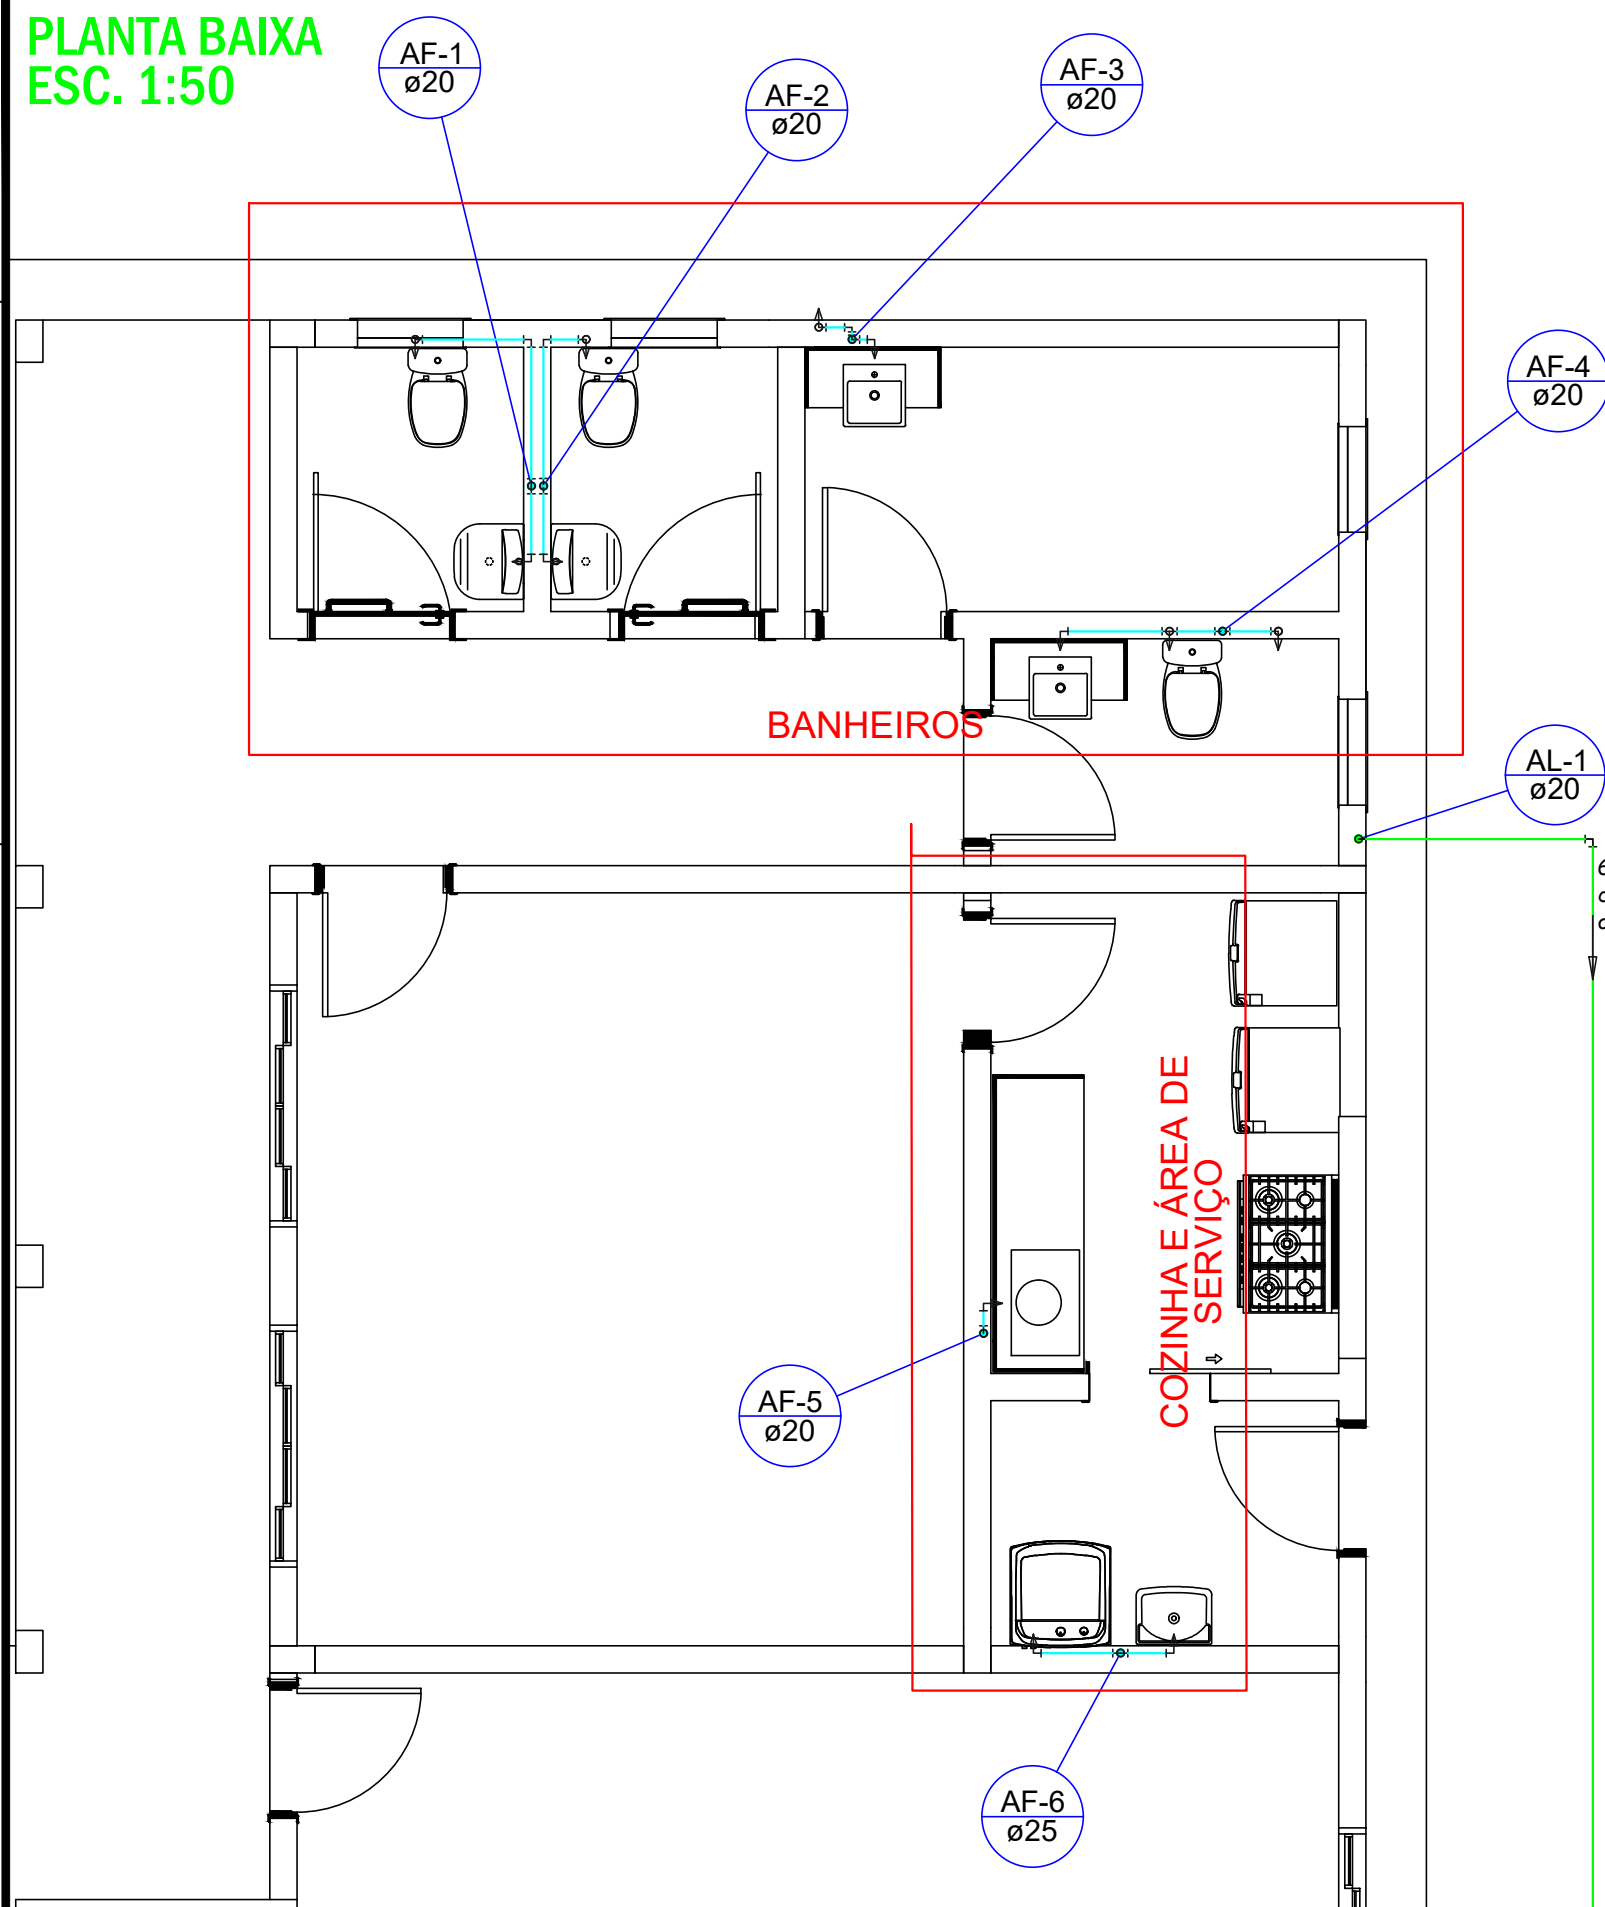 PLANTA BAIXA
ESC. 1:50
AF-1
ø20
AF-2
ø20
AF-3
ø20
AF-4
ø20
BANHEIROS
AL-1
ø20
COZINHA E ÁREA DE
SERVIÇO
AF-5
ø20
AF-6
ø25